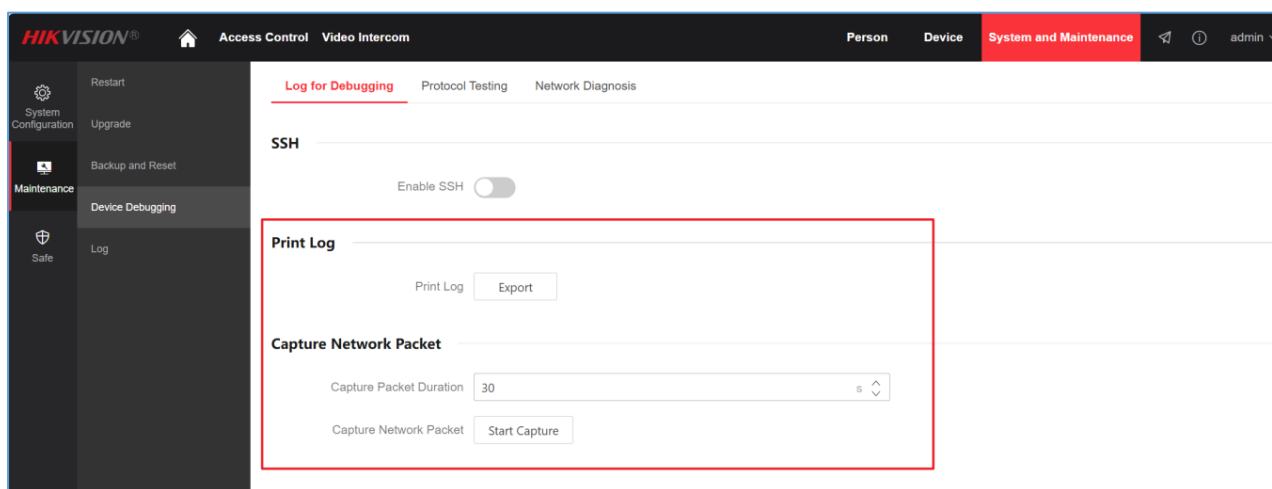 HIKVISION®
Access Control Video Intercom
Person Device System and Maintenance admin
System
Configuration
Maintenance
Safe
Restart
Upgrade
Backup and Reset
Device Debugging
Log
Log for Debugging Protocol Testing Network Diagnosis
SSH
Enable SSH
Print Log
Print Log Export
Capture Network Packet
Capture Packet Duration 30 s
Capture Network Packet Start Capture